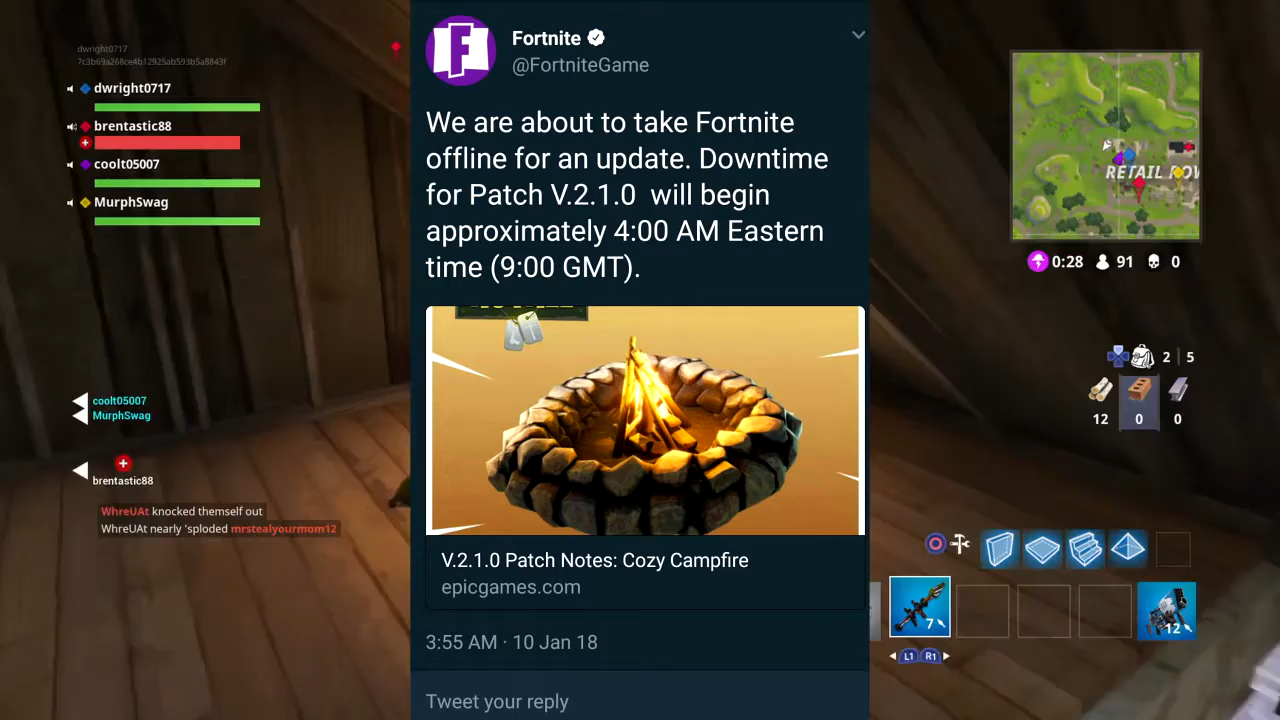 dwright0717
7c3b69a268ce4b12925ab593b5a8843f
dwright0717
brentastic88
coolt05007
MurphSwag
coolt05007
MurphSwag
brentastic88
WhreUAt knocked themself out
WhreUAt nearly 'sploded mrstealyourmom12
Fortnite
@FortniteGame
We are about to take Fortnite
offline for an update. Downtime
for Patch V.2.1.0 will begin
approximately 4:00 AM Eastern
time (9:00 GMT).
V.2.1.0 Patch Notes: Cozy Campfire
epicgames.com
3:55 AM · 10 Jan 18
Tweet your reply
RETAIL ROW
0:28 91 0
2 | 5
12 0 0
7 12
L1 R1